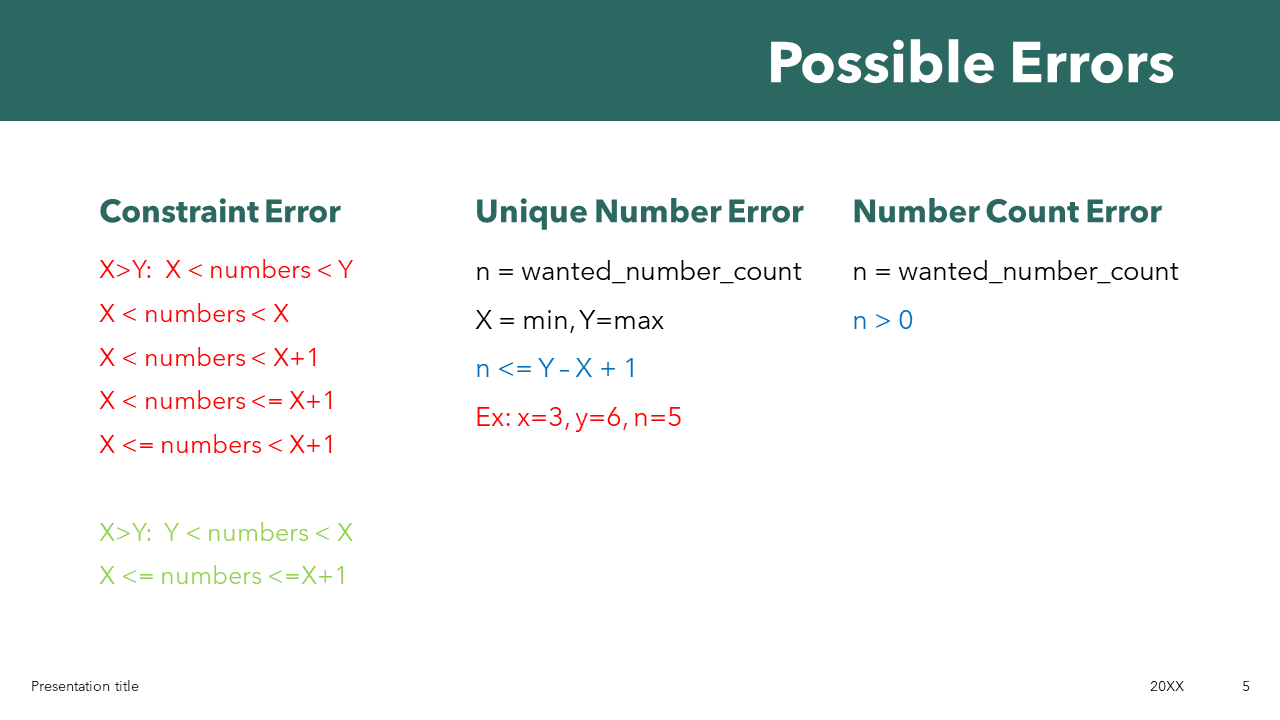 Possible Errors
Constraint Error
X>Y:  X < numbers < Y
X < numbers < X
X < numbers < X+1
X < numbers <= X+1
X <= numbers < X+1
X>Y:  Y < numbers < X
X <= numbers <=X+1
Unique Number Error
n = wanted_number_count
X = min, Y=max
n <= Y – X + 1
Ex: x=3, y=6, n=5
Number Count Error
n = wanted_number_count
n > 0
Presentation title
20XX
5